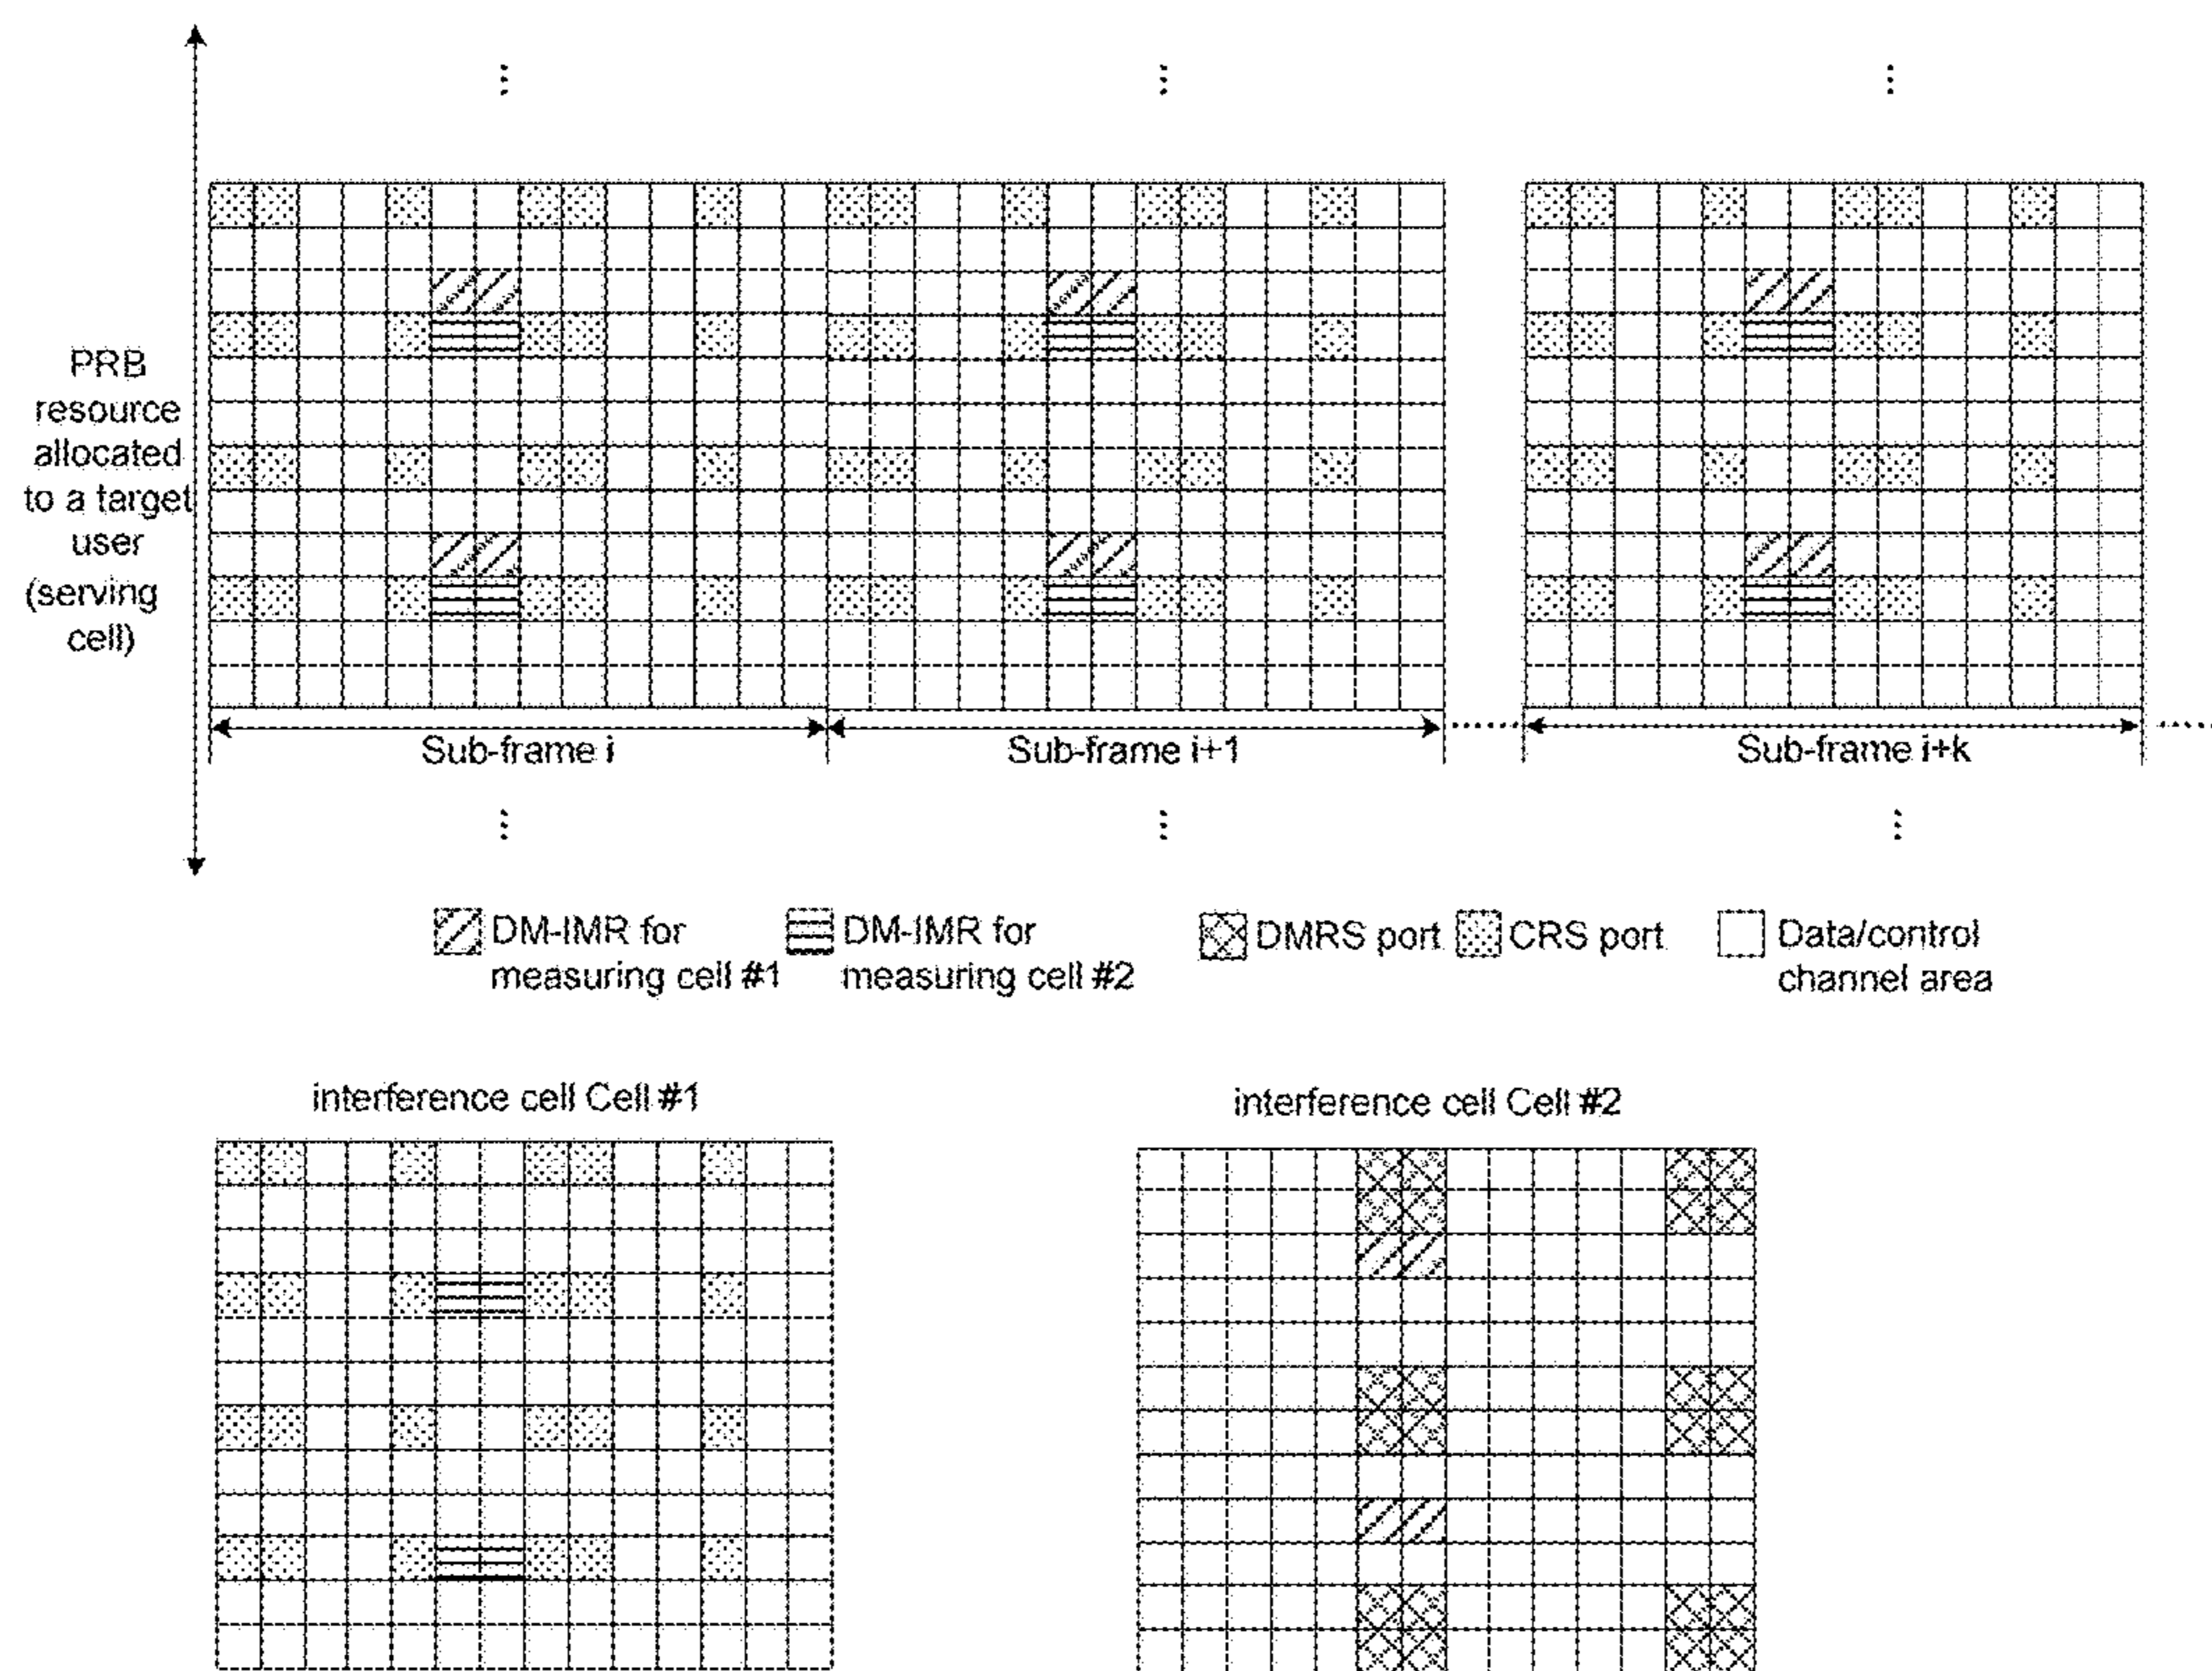 PRB
resource
allocated
to a target
user
(serving
cell)
Sub-frame i
Sub-frame i+1
Sub-frame i+k
DM-IMR for
measuring cell #1
DM-IMR for
measuring cell #2
DMRS port
CRS port
Data/control
channel area
interference cell Cell #1
interference cell Cell #2